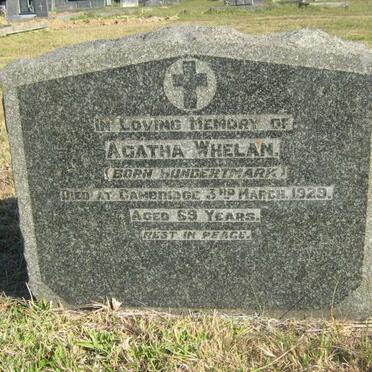 In Loving Memory of
Agatha Whelan.
(Born Hundertmark)
Died at Cambridge 3rd March 1929.
Aged 69 Years.
Rest in Peace.